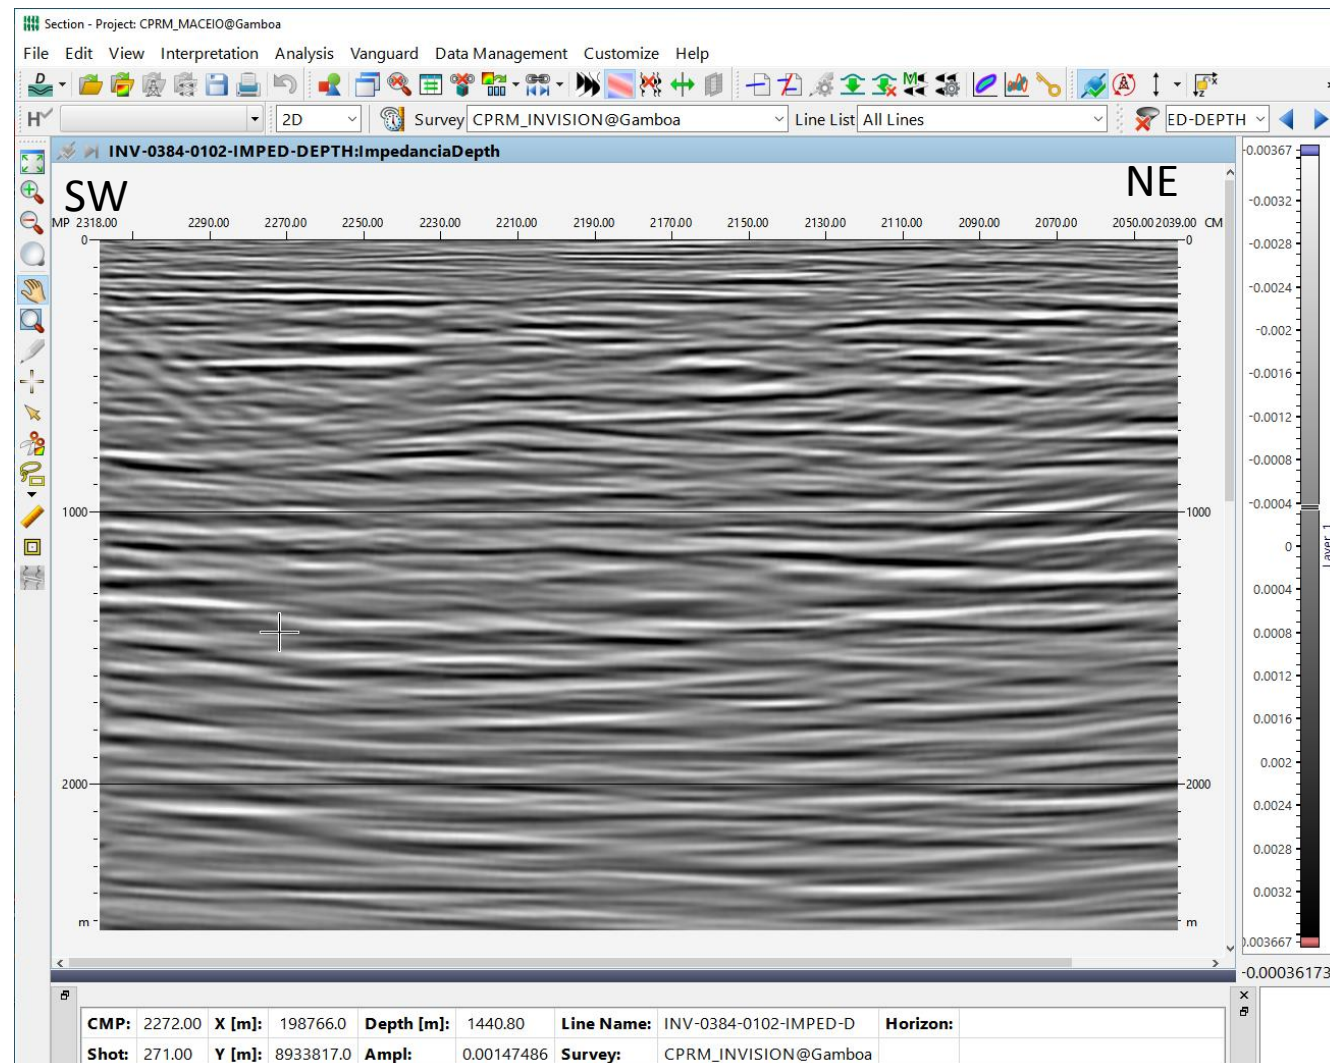 Section - Project: CPRM_MACEIO@Gamboa
File Edit View Interpretation Analysis Vanguard Data Management Customize Help
2D Survey CPRM_INVISION@Gamboa Line List All Lines ED-DEPTH
INV-0384-0102-IMPED-DEPTH:ImpedanciaDepth
SW NE
MP 2318.00 2290.00 2270.00 2250.00 2230.00 2210.00 2190.00 2170.00 2150.00 2130.00 2110.00 2090.00 2070.00 2050.00 2039.00 CM
0 0
1000 1000
2000 2000
m m
-0.00367
-0.0032
-0.0028
-0.0024
-0.002
-0.0016
-0.0012
-0.0008
-0.0004
0
0.0004
0.0008
0.0012
0.0016
0.002
0.0024
0.0028
0.0032
0.003667
Layer 1
-0.00036173
CMP: 2272.00 X [m]: 198766.0 Depth [m]: 1440.80 Line Name: INV-0384-0102-IMPED-D Horizon:
Shot: 271.00 Y [m]: 8933817.0 Ampl: 0.00147486 Survey: CPRM_INVISION@Gamboa